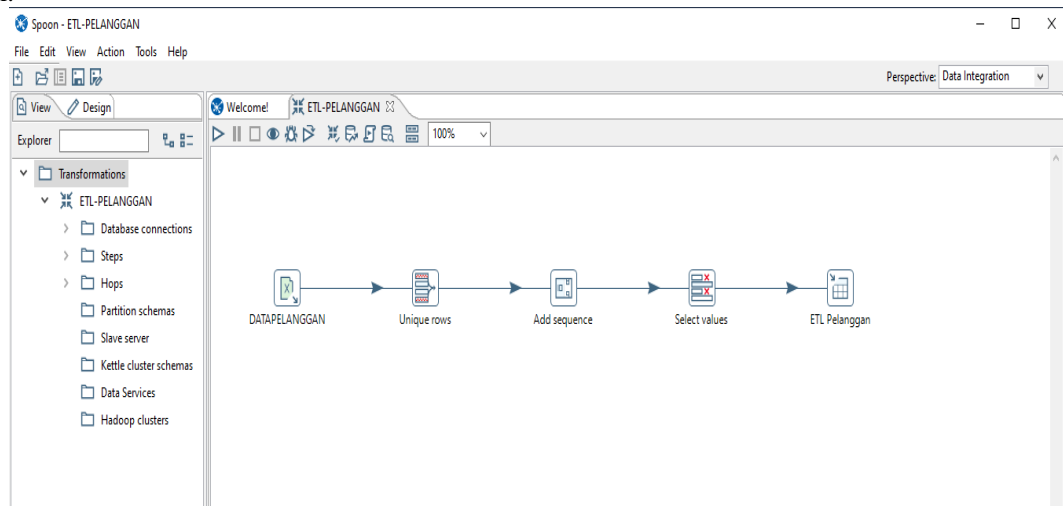 Spoon - ETL-PELANGGAN
File Edit View Action Tools Help
Perspective: Data Integration
View Design
Welcome! ETL-PELANGGAN
Explorer
100%
Transformations
ETL-PELANGGAN
Database connections
Steps
Hops
Partition schemas
Slave server
Kettle cluster schemas
Data Services
Hadoop clusters
DATAPELANGGAN Unique rows Add sequence Select values ETL Pelanggan